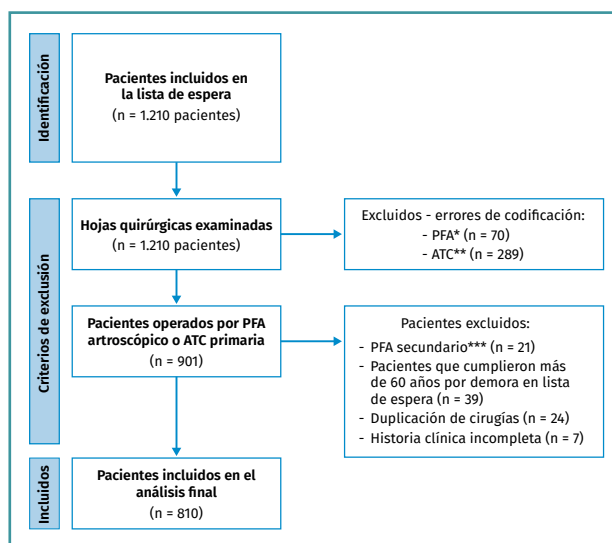 Identificación
Pacientes incluidos en
la lista de espera
(n = 1.210 pacientes)
Criterios de exclusión
Hojas quirúrgicas examinadas
(n = 1.210 pacientes)
Excluidos - errores de codificación:
- PFA* (n = 70)
- ATC** (n = 289)
Pacientes operados por PFA
artroscópico o ATC primaria
(n = 901)
Pacientes excluidos:
- PFA secundario*** (n = 21)
- Pacientes que cumplieron más
de 60 años por demora en lista
de espera (n = 39)
- Duplicación de cirugías (n = 24)
- Historia clínica incompleta (n = 7)
Incluidos
Pacientes incluidos en el
análisis final
(n = 810)